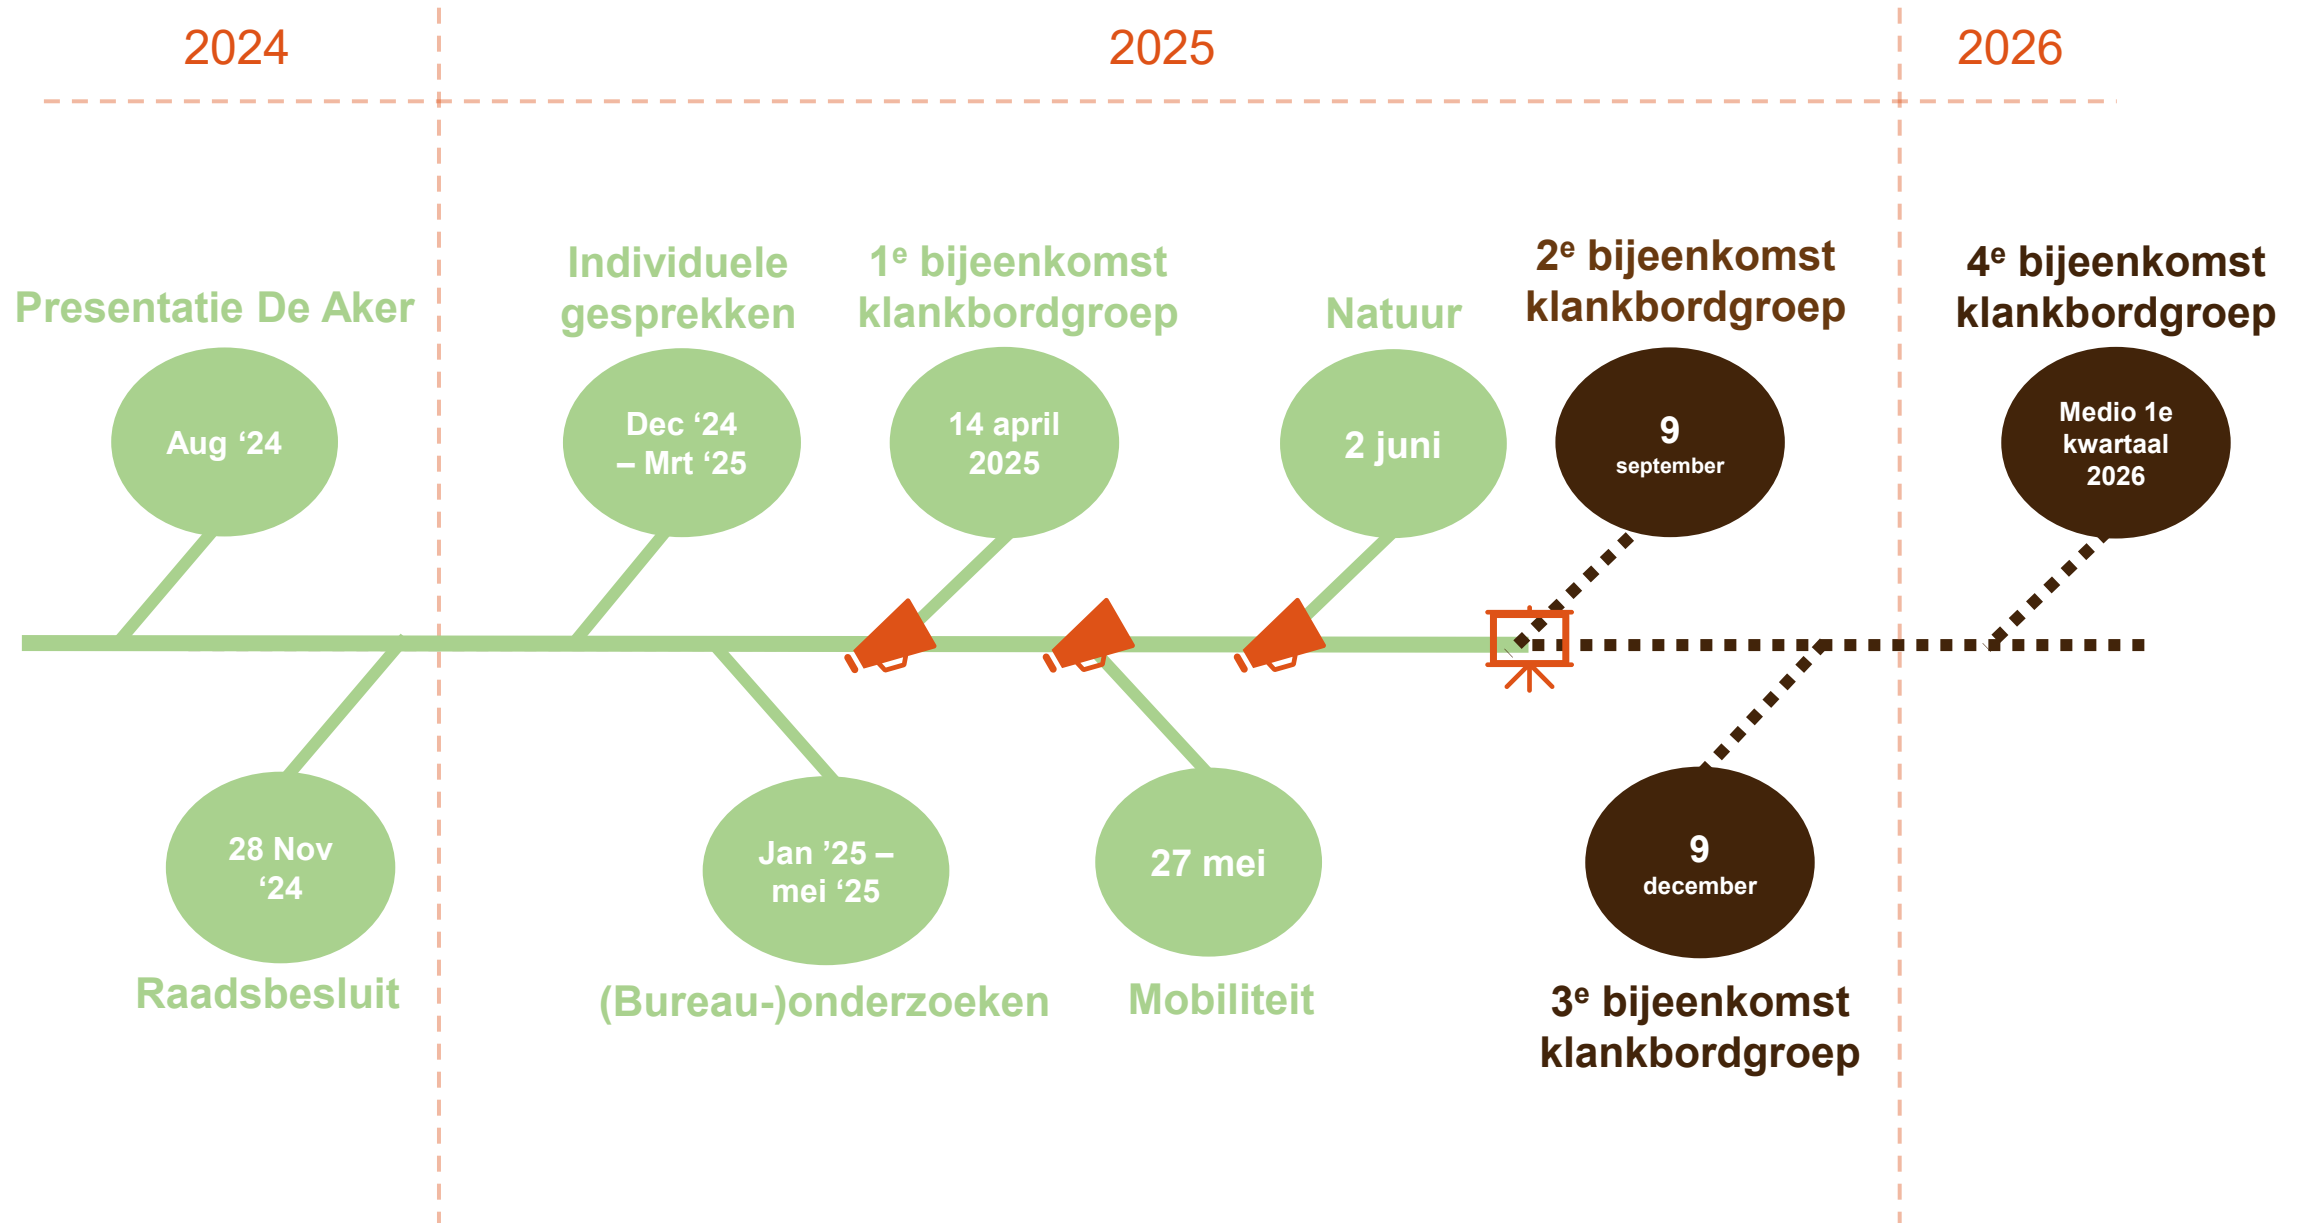 2024
2025
2026
Presentatie De Aker
Aug ‘24
Individuele
gesprekken
Dec ‘24
– Mrt ‘25
1e bijeenkomst
klankbordgroep
14 april
2025
Natuur
2 juni
2e bijeenkomst
klankbordgroep
9
september
4e bijeenkomst
klankbordgroep
Medio 1e
kwartaal
2026
28 Nov
‘24
Raadsbesluit
Jan ’25 –
mei ‘25
(Bureau-)onderzoeken
27 mei
Mobiliteit
9
december
3e bijeenkomst
klankbordgroep